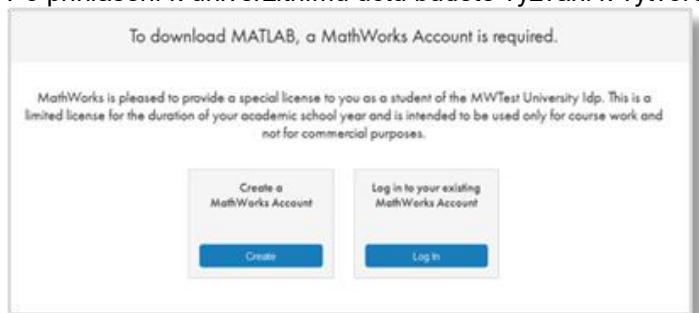 To download MATLAB, a MathWorks Account is required.
MathWorks is pleased to provide a special license to you as a student of the MWTest University Idp. This is a
limited license for the duration of your academic school year and is intended to be used only for course work and
not for commercial purposes.
Create a
MathWorks Account
Create
Log in to your existing
MathWorks Account
Log In